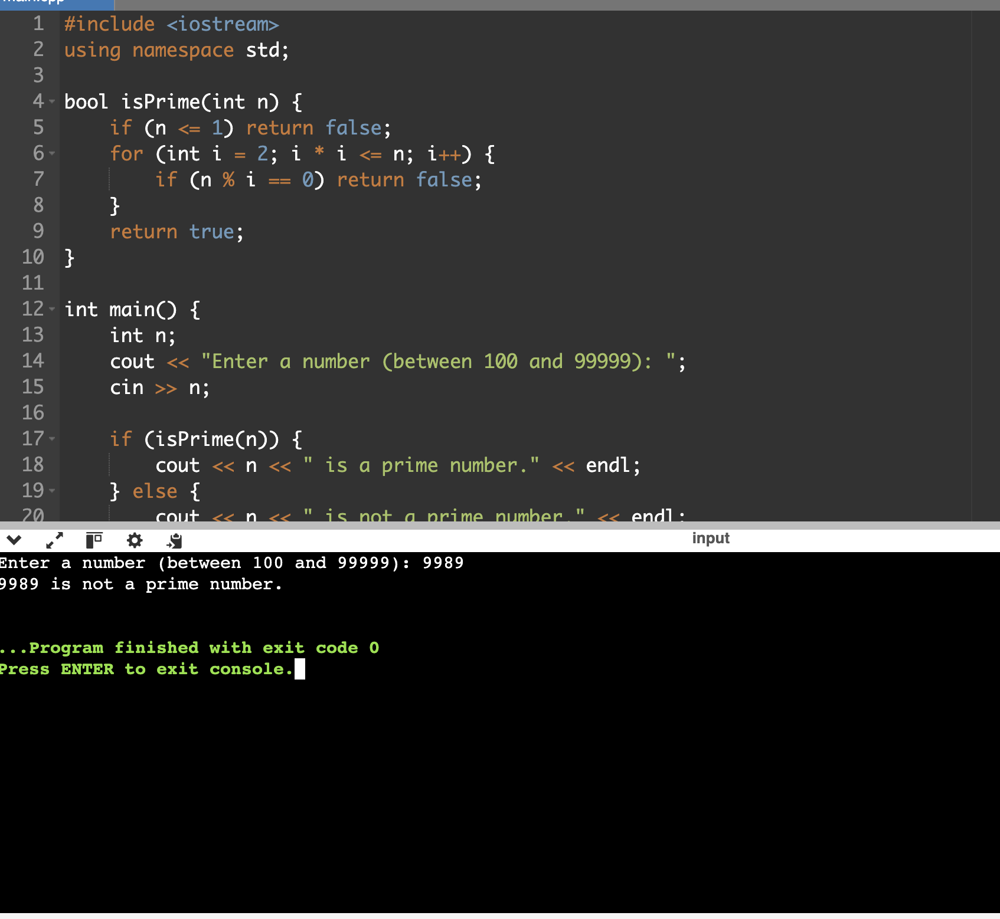 main.cpp
1 #include <iostream>
2 using namespace std;
3
4 bool isPrime(int n) {
5     if (n <= 1) return false;
6     for (int i = 2; i * i <= n; i++) {
7         if (n % i == 0) return false;
8     }
9     return true;
10 }
11
12 int main() {
13     int n;
14     cout << "Enter a number (between 100 and 99999): ";
15     cin >> n;
16
17     if (isPrime(n)) {
18         cout << n << " is a prime number." << endl;
19     } else {
20         cout << n << " is not a prime number." << endl;
input
Enter a number (between 100 and 99999): 9989
9989 is not a prime number.
...Program finished with exit code 0
Press ENTER to exit console.